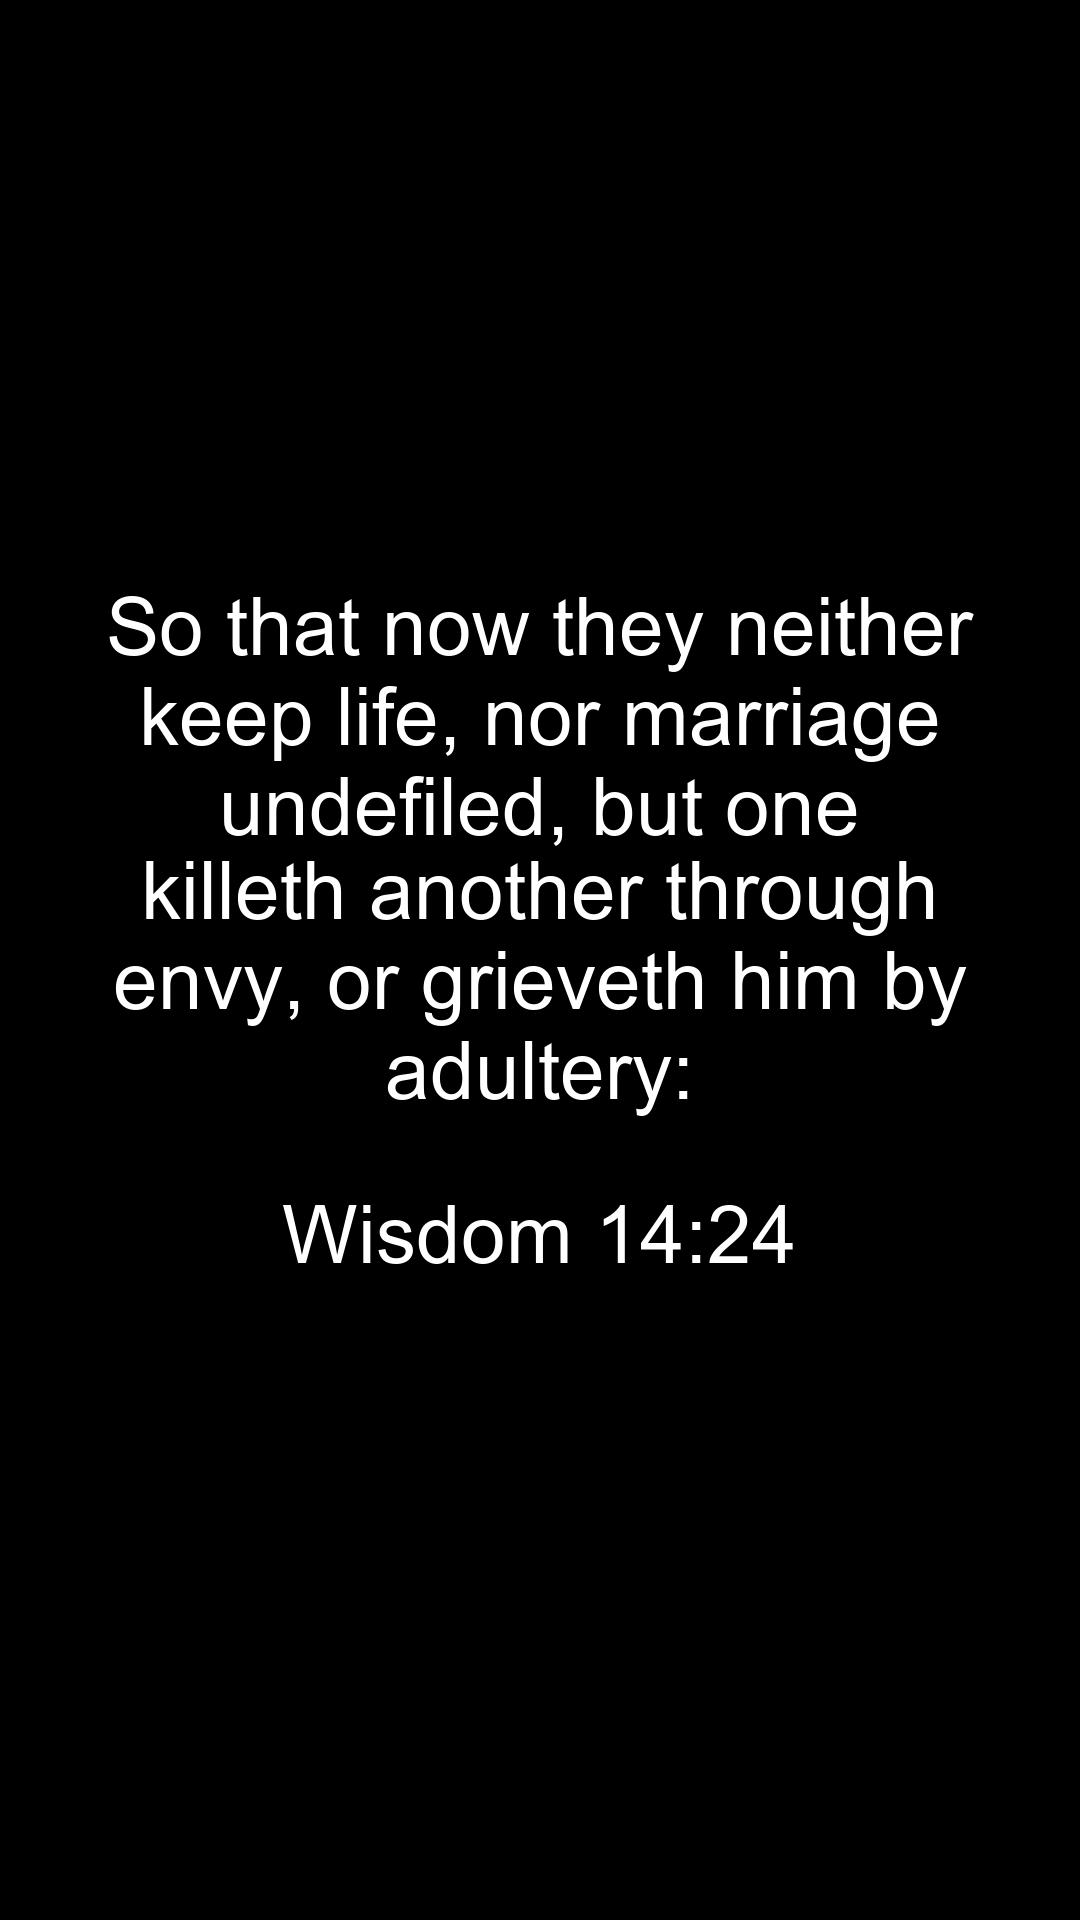 So that now they neither
keep life, nor marriage
undefiled, but one
killeth another through
envy, or grieveth him by
adultery:
Wisdom 14:24